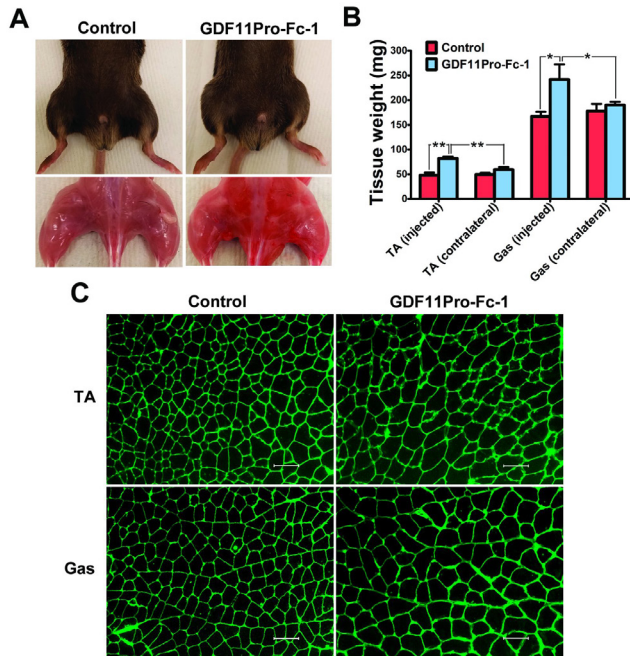 A
Control
GDF11Pro-Fc-1
B
Tissue weight (mg)
300
250
200
150
100
50
0
Control
GDF11Pro-Fc-1
**
**
*
*
TA (injected)
TA (contralateral)
Gas (injected)
Gas (contralateral)
C
Control
GDF11Pro-Fc-1
TA
Gas